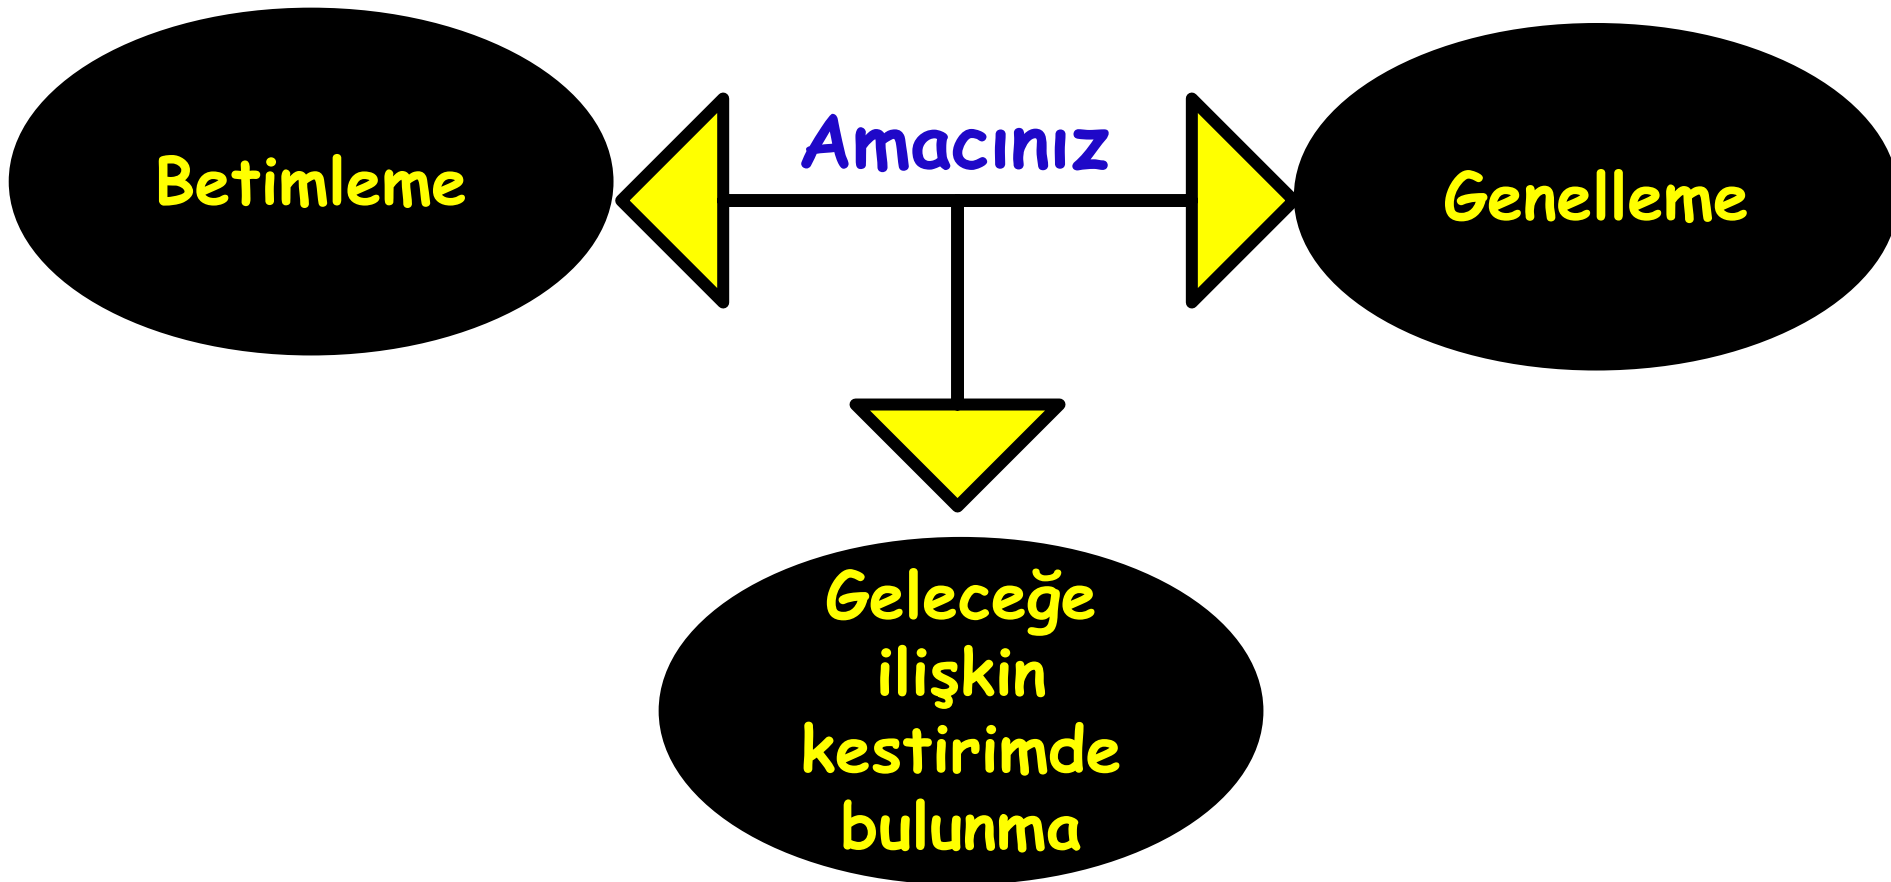 Amacınız
Betimleme
Genelleme
Geleceğe
ilişkin
kestirimde
bulunma